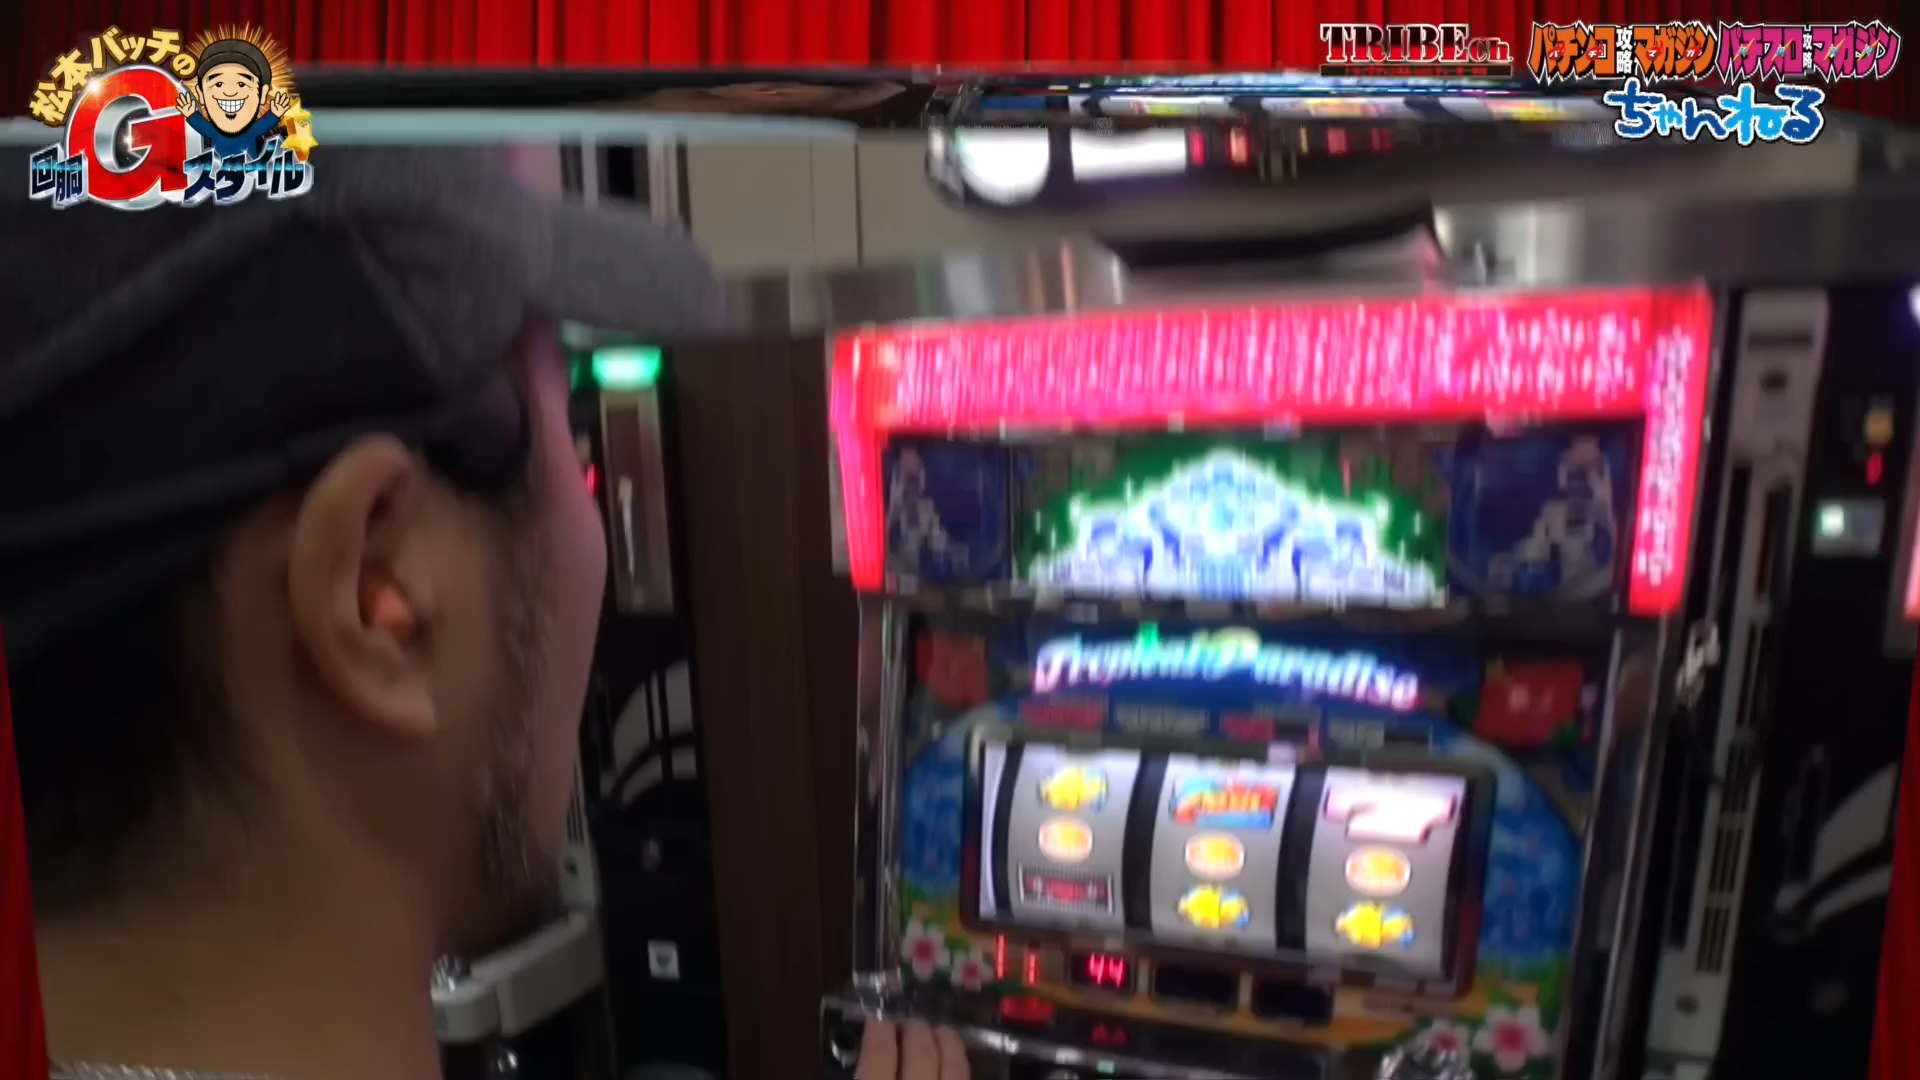 松本バッチの
回胴Gスタイル
TRIBEch
パチンコ攻略マガジン パチスロ攻略マガジン
ちゃんねる
Tropical Paradise
44